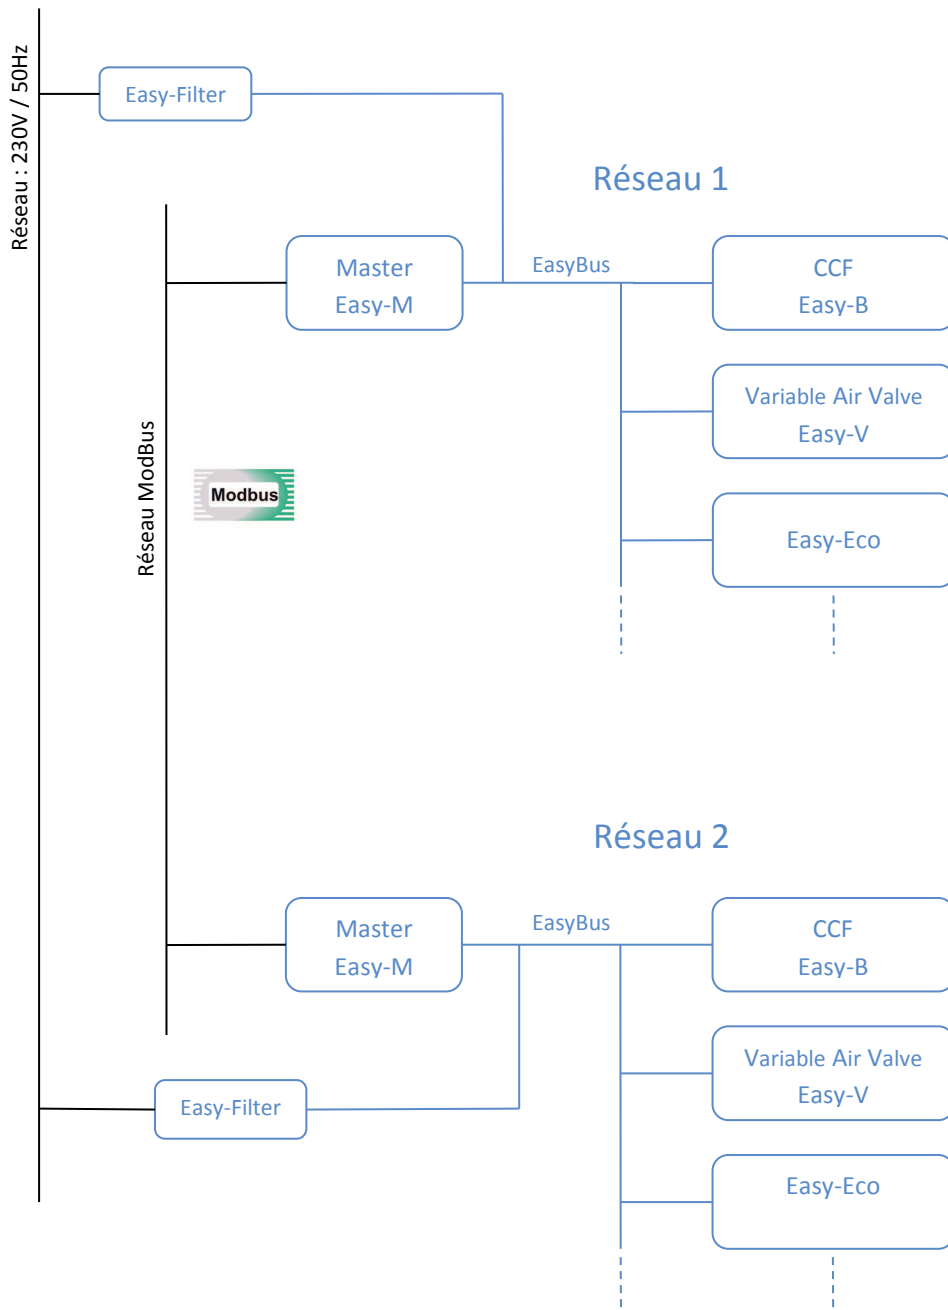 Réseau : 230V / 50Hz
Easy-Filter
Réseau 1
Réseau ModBus
Master
Easy-M
EasyBus
CCF
Easy-B
Variable Air Valve
Easy-V
Modbus
Easy-Eco
Réseau 2
Master
Easy-M
EasyBus
CCF
Easy-B
Variable Air Valve
Easy-V
Easy-Filter
Easy-Eco